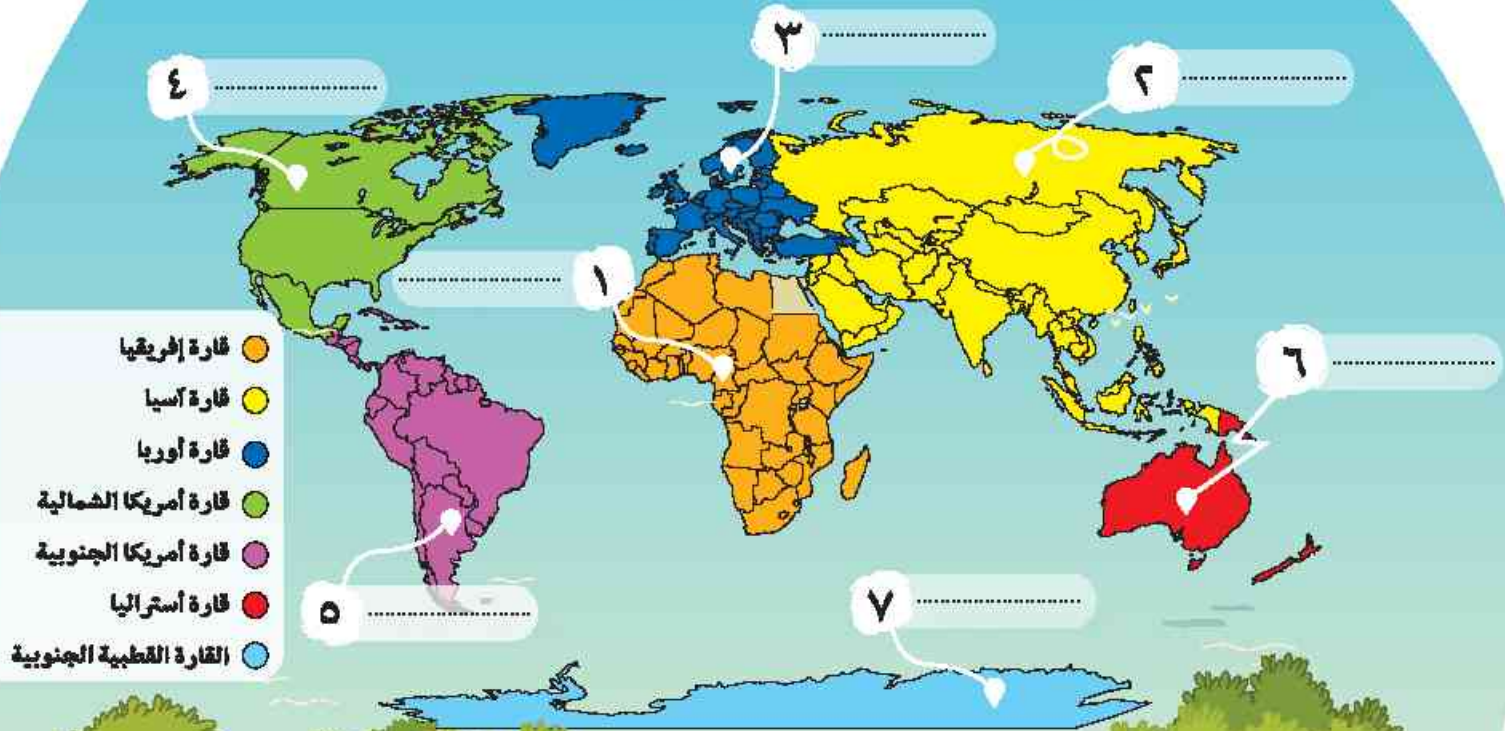 ٣ ........................
٢ ........................
٤ ........................
١ ........................
٦ ........................
قارة إفريقيا
قارة آسيا
قارة أوربا
قارة أمريكا الشمالية
قارة أمريكا الجنوبية
قارة أستراليا
القارة القطبية الجنوبية
٥ ........................
٧ ........................